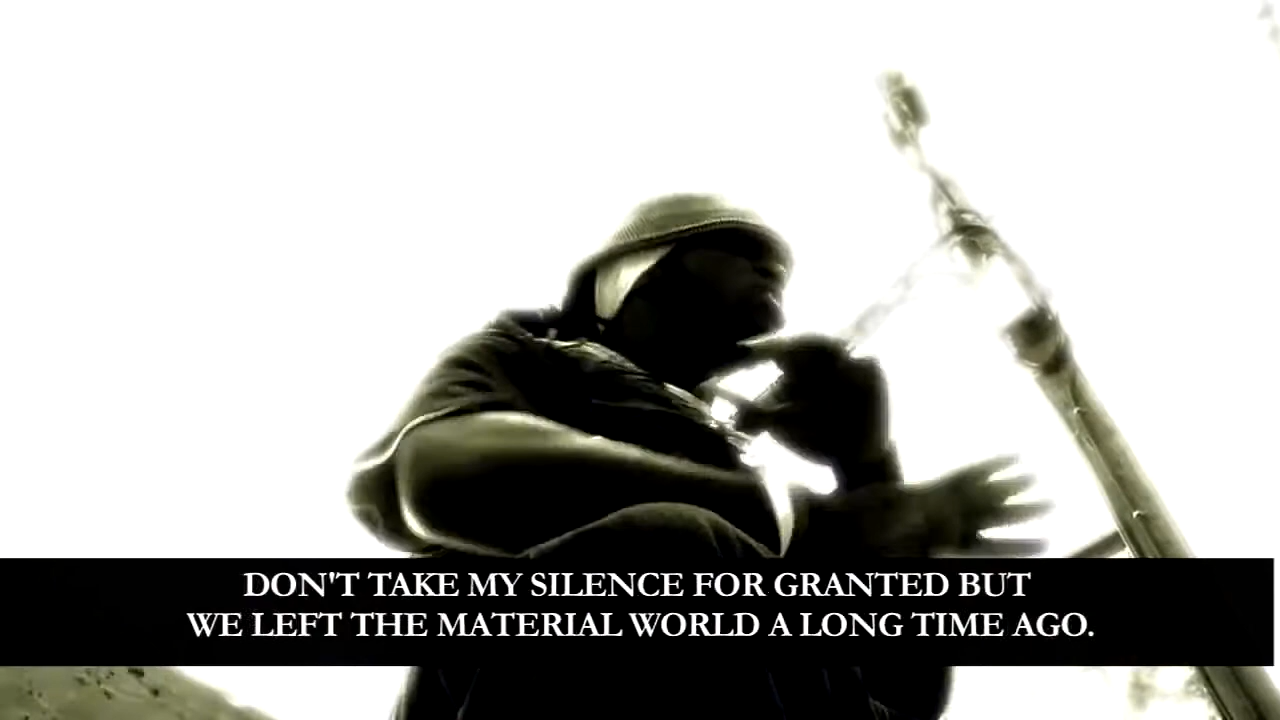 DON'T TAKE MY SILENCE FOR GRANTED BUT
WE LEFT THE MATERIAL WORLD A LONG TIME AGO.